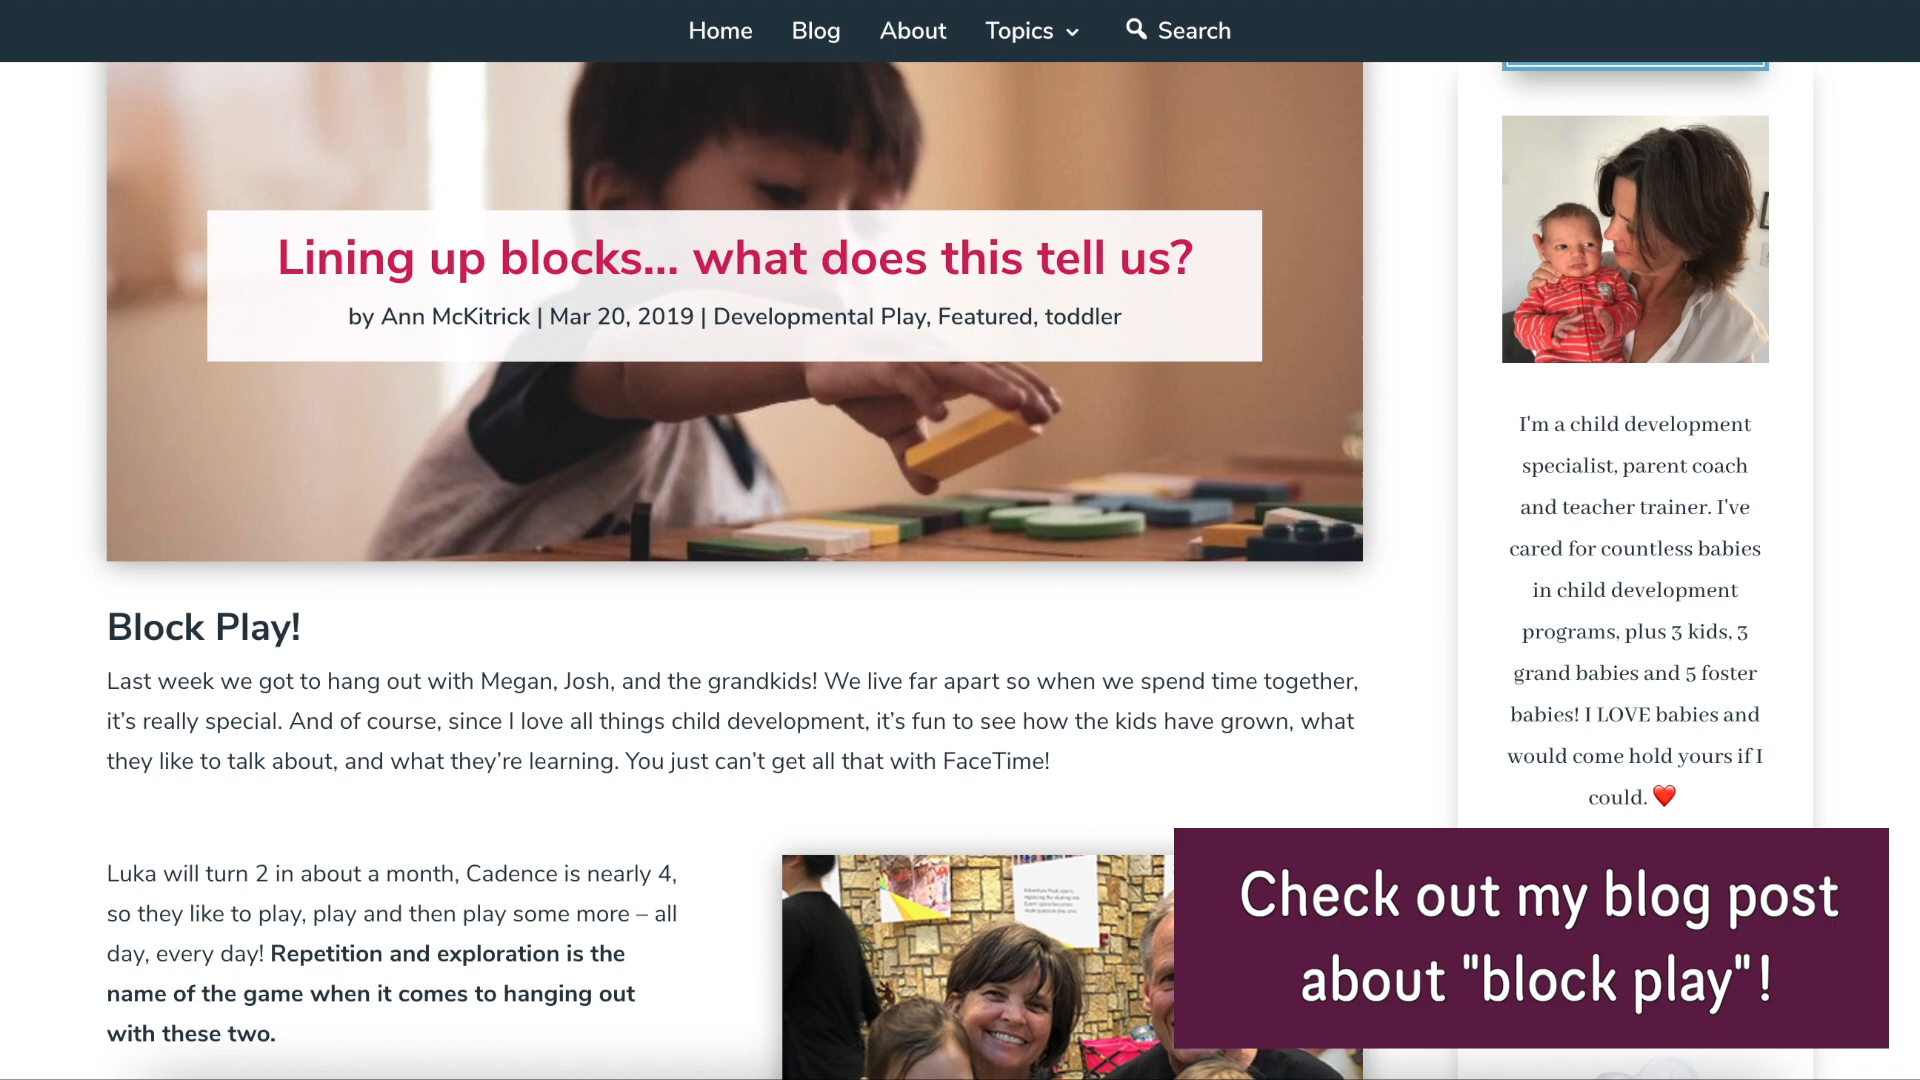 Home Blog About Topics Search
Lining up blocks... what does this tell us?
by Ann McKitrick | Mar 20, 2019 | Developmental Play, Featured, toddler
Block Play!
Last week we got to hang out with Megan, Josh, and the grandkids! We live far apart so when we spend time together,
it’s really special. And of course, since I love all things child development, it’s fun to see how the kids have grown, what
they like to talk about, and what they’re learning. You just can’t get all that with FaceTime!
Luka will turn 2 in about a month, Cadence is nearly 4,
so they like to play, play and then play some more – all
day, every day! Repetition and exploration is the
name of the game when it comes to hanging out
with these two.
I'm a child development
specialist, parent coach
and teacher trainer. I've
cared for countless babies
in child development
programs, plus 3 kids, 3
grand babies and 5 foster
babies! I LOVE babies and
would come hold yours if I
could. ❤️
Check out my blog post
about "block play"!